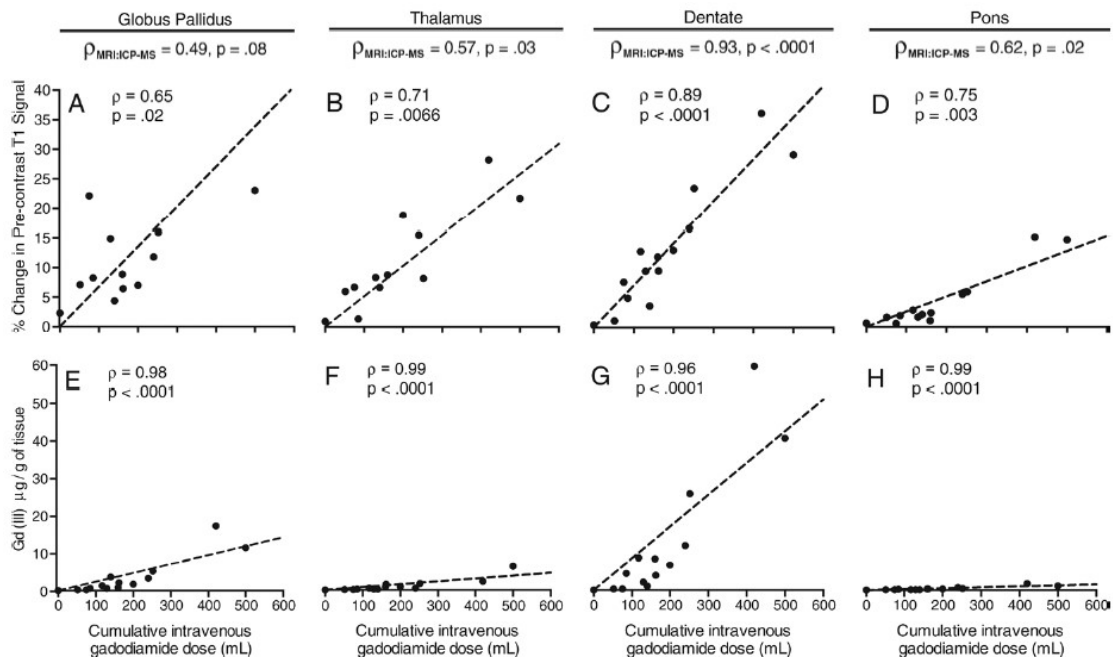 Globus Pallidus
Thalamus
Dentate
Pons
ρMRI:ICP-MS = 0.49, p = .08
ρMRI:ICP-MS = 0.57, p = .03
ρMRI:ICP-MS = 0.93, p < .0001
ρMRI:ICP-MS = 0.62, p = .02
% Change in Pre-contrast T1 Signal
40
35
30
25
20
15
10
5
0
A
ρ = 0.65
p = .02
B
ρ = 0.71
p = .0066
C
ρ = 0.89
p < .0001
D
ρ = 0.75
p = .003
Gd (III) μg / g of tissue
60
50
40
30
20
10
0
E
ρ = 0.98
p < .0001
F
ρ = 0.99
p < .0001
G
ρ = 0.96
p < .0001
H
ρ = 0.99
p < .0001
0 100 200 300 400 500 600
0 100 200 300 400 500 600
0 100 200 300 400 500 600
0 100 200 300 400 500 600
Cumulative intravenous
gadodiamide dose (mL)
Cumulative intravenous
gadodiamide dose (mL)
Cumulative intravenous
gadodiamide dose (mL)
Cumulative intravenous
gadodiamide dose (mL)